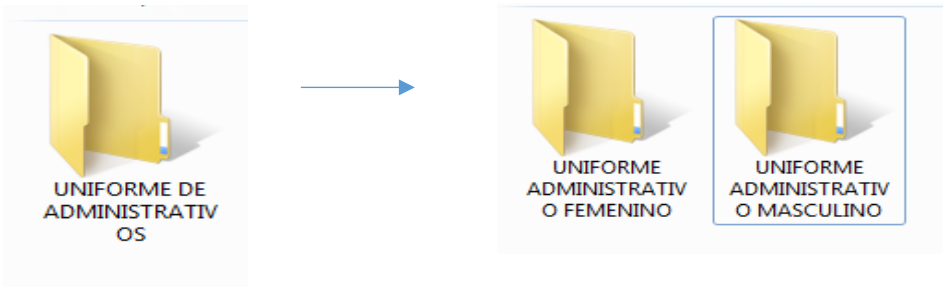 UNIFORME DE
ADMINISTRATIV
OS
UNIFORME
ADMINISTRATIV
O FEMENINO
UNIFORME
ADMINISTRATIV
O MASCULINO